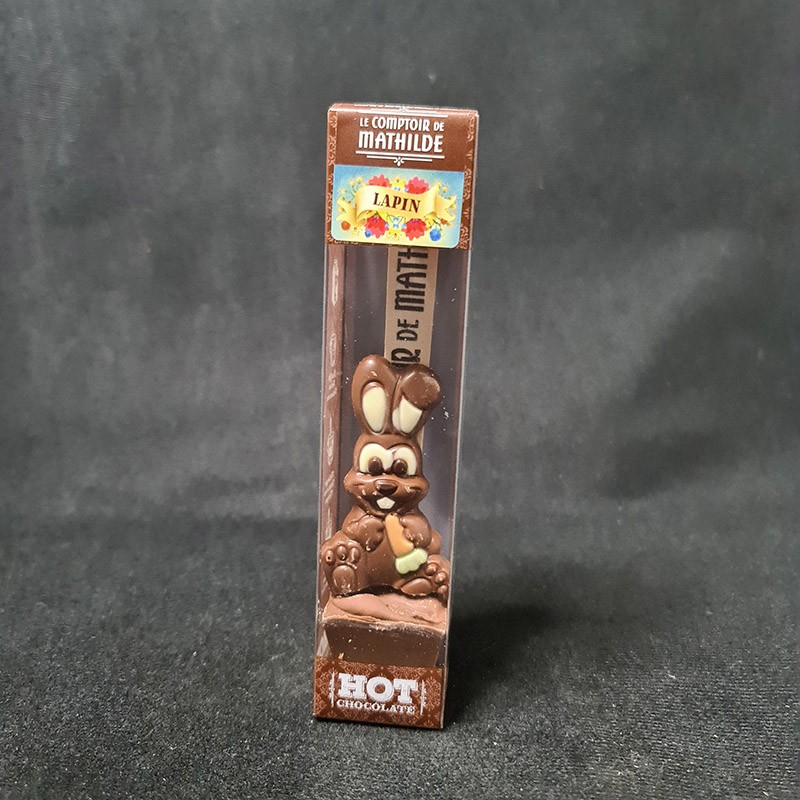 LE COMPTOIR DE
MATHILDE
LAPIN
DE MATH
HOT
CHOCOLATE